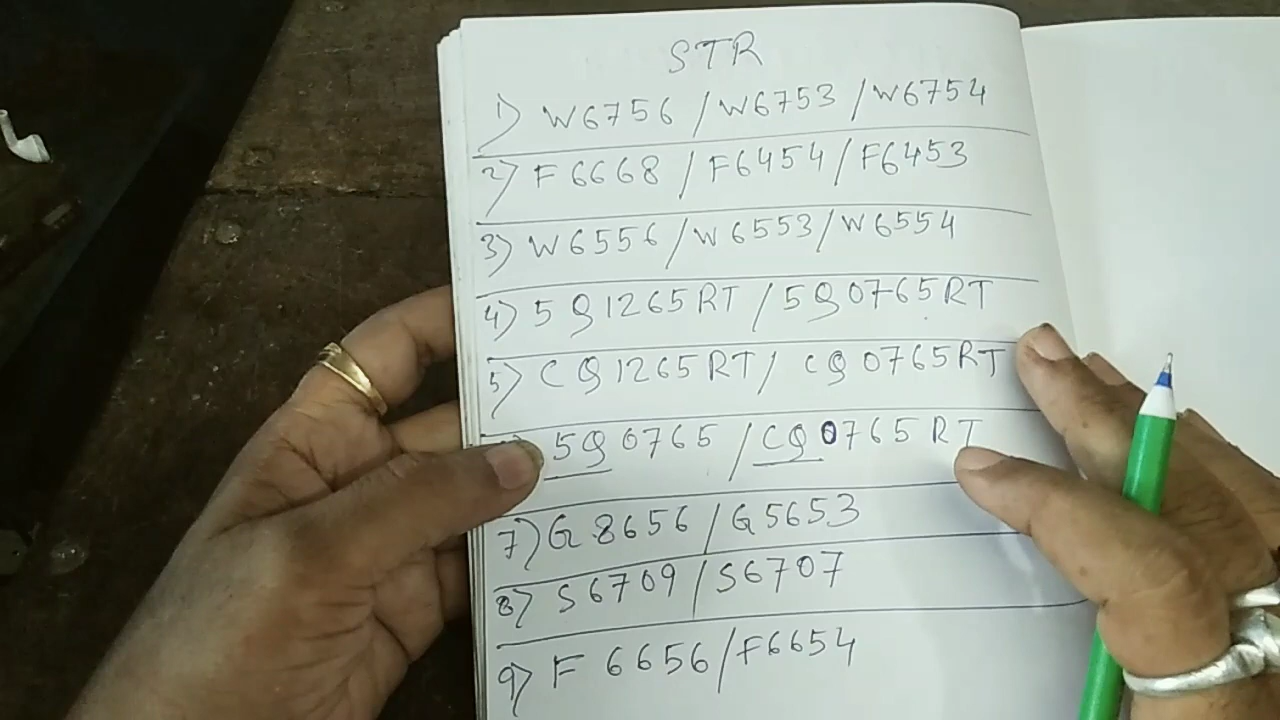 STR
1) W6756 / W6753 / W6754
2) F6668 / F6454 / F6453
3) W6556 / W6553 / W6554
4) 5Q1265RT / 5Q0765RT
5) CQ1265RT / CQ0765RT
5Q0765 / CQ0765RT
7) G8656 / G5653
8) S6709 / S6707
9) F6656 / F6654